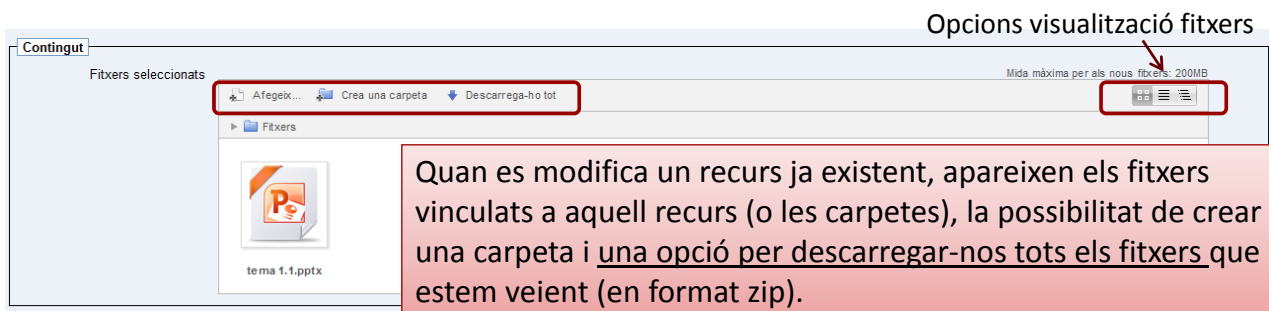 Opcions visualització fitxers
Contingut
Fitxers seleccionats
Mida màxima per als nous fitxers: 200MB
Afegeix... Crea una carpeta Descarrega-ho tot
Fitxers
Quan es modifica un recurs ja existent, apareixen els fitxers
vinculats a aquell recurs (o les carpetes), la possibilitat de crear
una carpeta i una opció per descarregar-nos tots els fitxers que
estem veient (en format zip).
P
tema 1.1.pptx